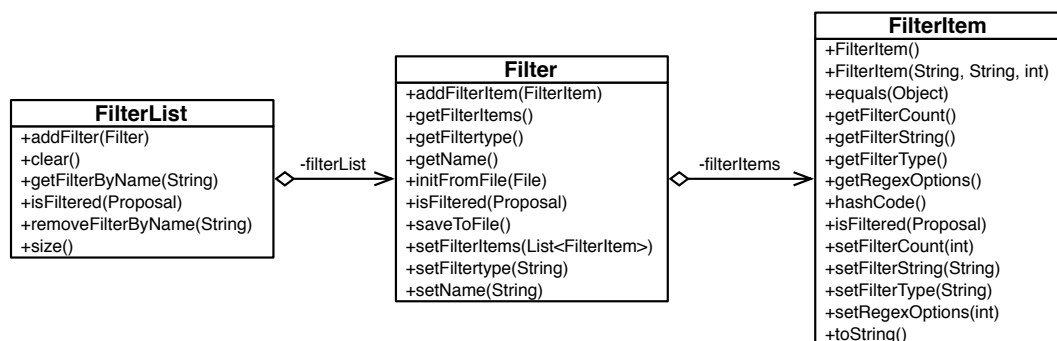 FilterList
+addFilter(Filter)
+clear()
+getFilterByName(String)
+isFiltered(Proposal)
+removeFilterByName(String)
+size()
-filterList
Filter
+addFilterItem(FilterItem)
+getFilterItems()
+getFiltertype()
+getName()
+initFromFile(File)
+isFiltered(Proposal)
+saveToFile()
+setFilterItems(List<FilterItem>)
+setFiltertype(String)
+setName(String)
-filterItems
FilterItem
+FilterItem()
+FilterItem(String, String, int)
+equals(Object)
+getFilterCount()
+getFilterString()
+getFilterType()
+getRegexOptions()
+hashCode()
+isFiltered(Proposal)
+setFilterCount(int)
+setFilterString(String)
+setFilterType(String)
+setRegexOptions(int)
+toString()